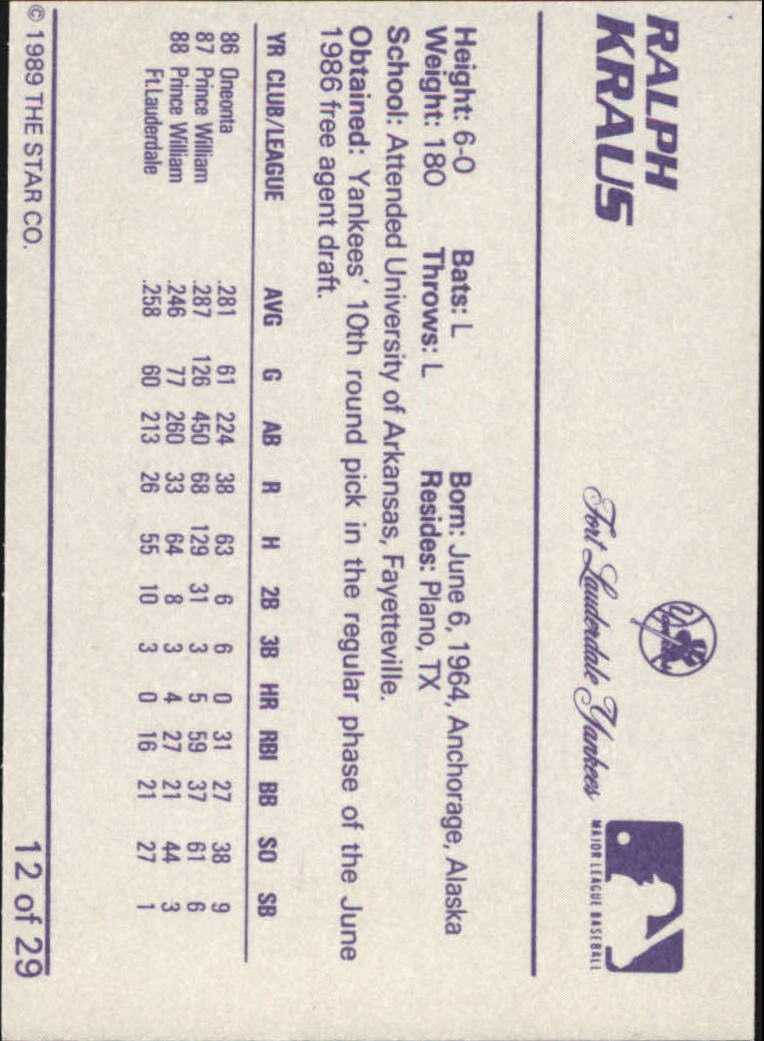 RALPH
KRAUS
Yankees
Fort Lauderdale Yankees
MAJOR LEAGUE BASEBALL
Height: 6-0 Bats: L Born: June 6, 1964, Anchorage, Alaska
Weight: 180 Throws: L Resides: Plano, TX
School: Attended University of Arkansas, Fayetteville.
Obtained: Yankees' 10th round pick in the regular phase of the June
1986 free agent draft.
YR CLUB/LEAGUE AVG G AB R H 2B 3B HR RBI BB SO SB
86 Oneonta .281 61 224 38 63 6 6 0 31 27 38 9
87 Prince William .287 126 450 68 129 31 3 5 59 37 61 6
88 Prince William .246 77 260 33 64 8 3 4 27 21 44 3
Ft.Lauderdale .258 60 213 26 55 10 3 0 16 21 27 1
© 1989 THE STAR CO. 12 of 29